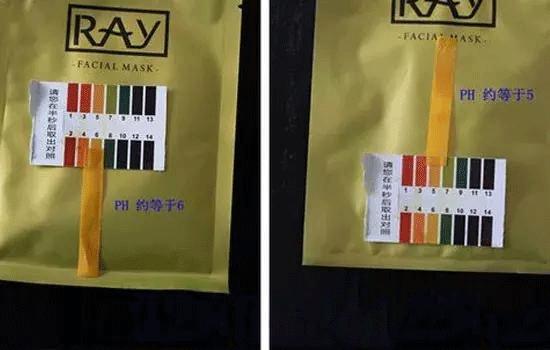 RAY
-FACIAL MASK-
请您在半秒后取出对照
1 3 5 7 9 11 13
2 4 6 8 10 12 14
PH 约等于6
RAY
- FACIAL MASK -
PH 约等于5
请您在半秒后取出对照
1 3 5 7 9 11 13
2 4 6 8 10 12 14